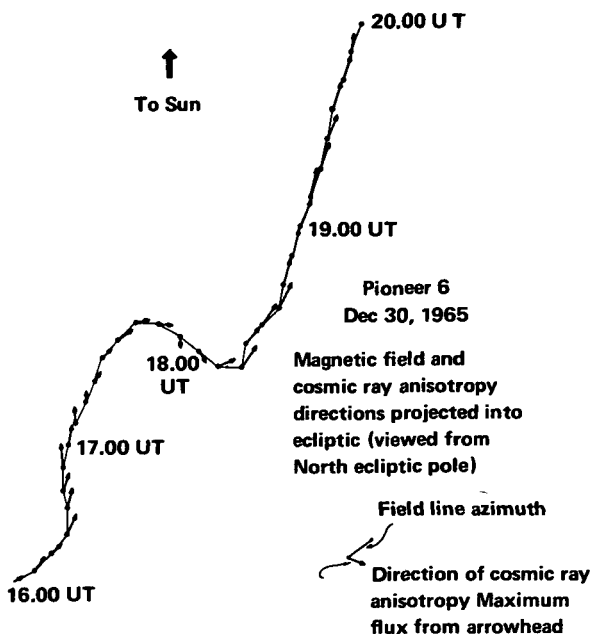 20.00 U T
To Sun
19.00 UT
Pioneer 6
Dec 30, 1965
18.00
UT
Magnetic field and
cosmic ray anisotropy
directions projected into
ecliptic (viewed from
North ecliptic pole)
17.00 UT
Field line azimuth
16.00 UT
Direction of cosmic ray
anisotropy Maximum
flux from arrowhead